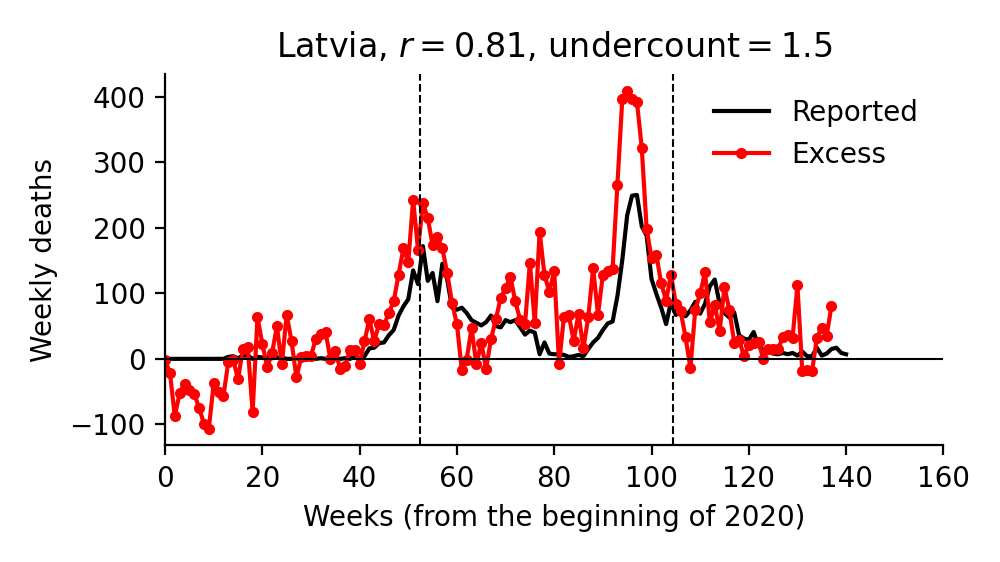 Latvia, r = 0.81, undercount = 1.5
Weekly deaths
400
300
200
100
0
−100
Reported
Excess
0 20 40 60 80 100 120 140 160
Weeks (from the beginning of 2020)